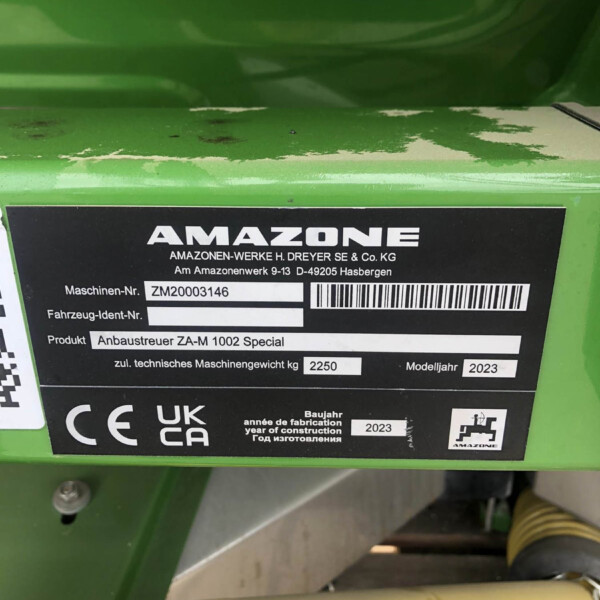 AMAZONE
AMAZONEN-WERKE H. DREYER SE & Co. KG
Am Amazonenwerk 9-13 D-49205 Hasbergen
Maschinen-Nr. ZM20003146
Fahrzeug-Ident-Nr.
Produkt Anbaustreuer ZA-M 1002 Special
zul. technisches Maschinengewicht kg 2250 Modelljahr 2023
CE UK CA
Baujahr
année de fabrication
year of construction
Год изготовления
2023
AMAZONE